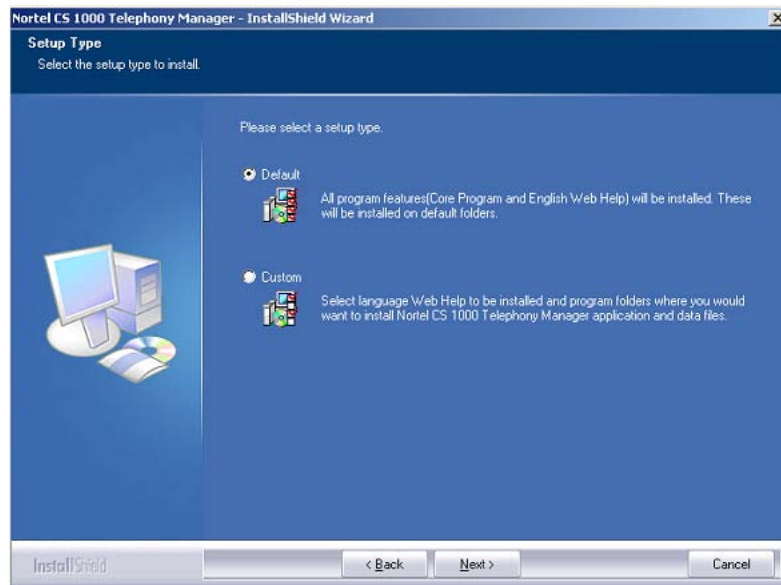 Nortel CS 1000 Telephony Manager - InstallShield Wizard
Setup Type
Select the setup type to install.
Please select a setup type.
Default
All program features(Core Program and English Web Help) will be installed. These
will be installed on default folders.
Custom
Select language Web Help to be installed and program folders where you would
want to install Nortel CS 1000 Telephony Manager application and data files.
InstallShield
< Back
Next >
Cancel